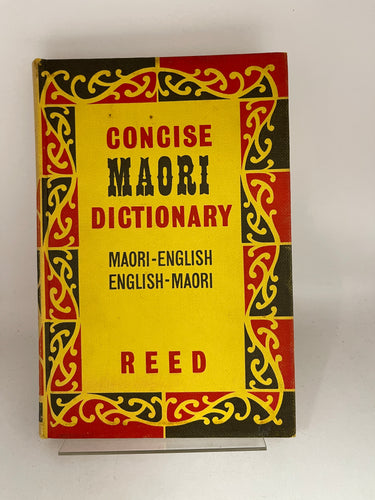 CONCISE
MAORI
DICTIONARY
MAORI-ENGLISH
ENGLISH-MAORI
REED